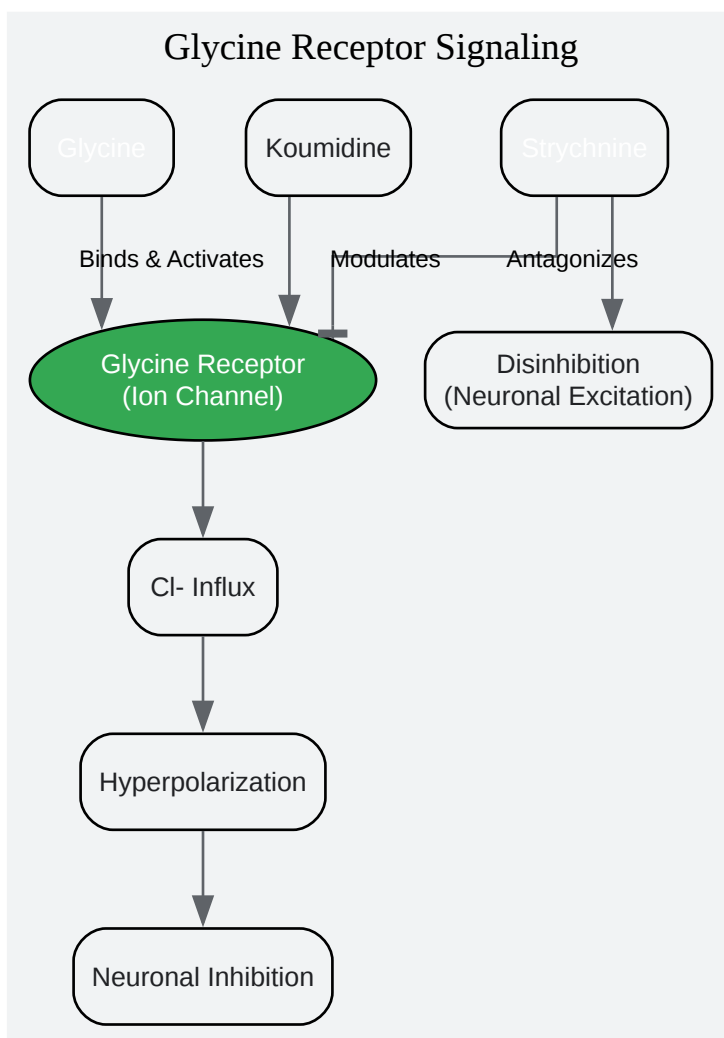 Glycine Receptor Signaling
Glycine
Koumidine
Strychnine
Binds & Activates
Modulates
Antagonizes
Glycine Receptor
(Ion Channel)
Disinhibition
(Neuronal Excitation)
Cl- Influx
Hyperpolarization
Neuronal Inhibition